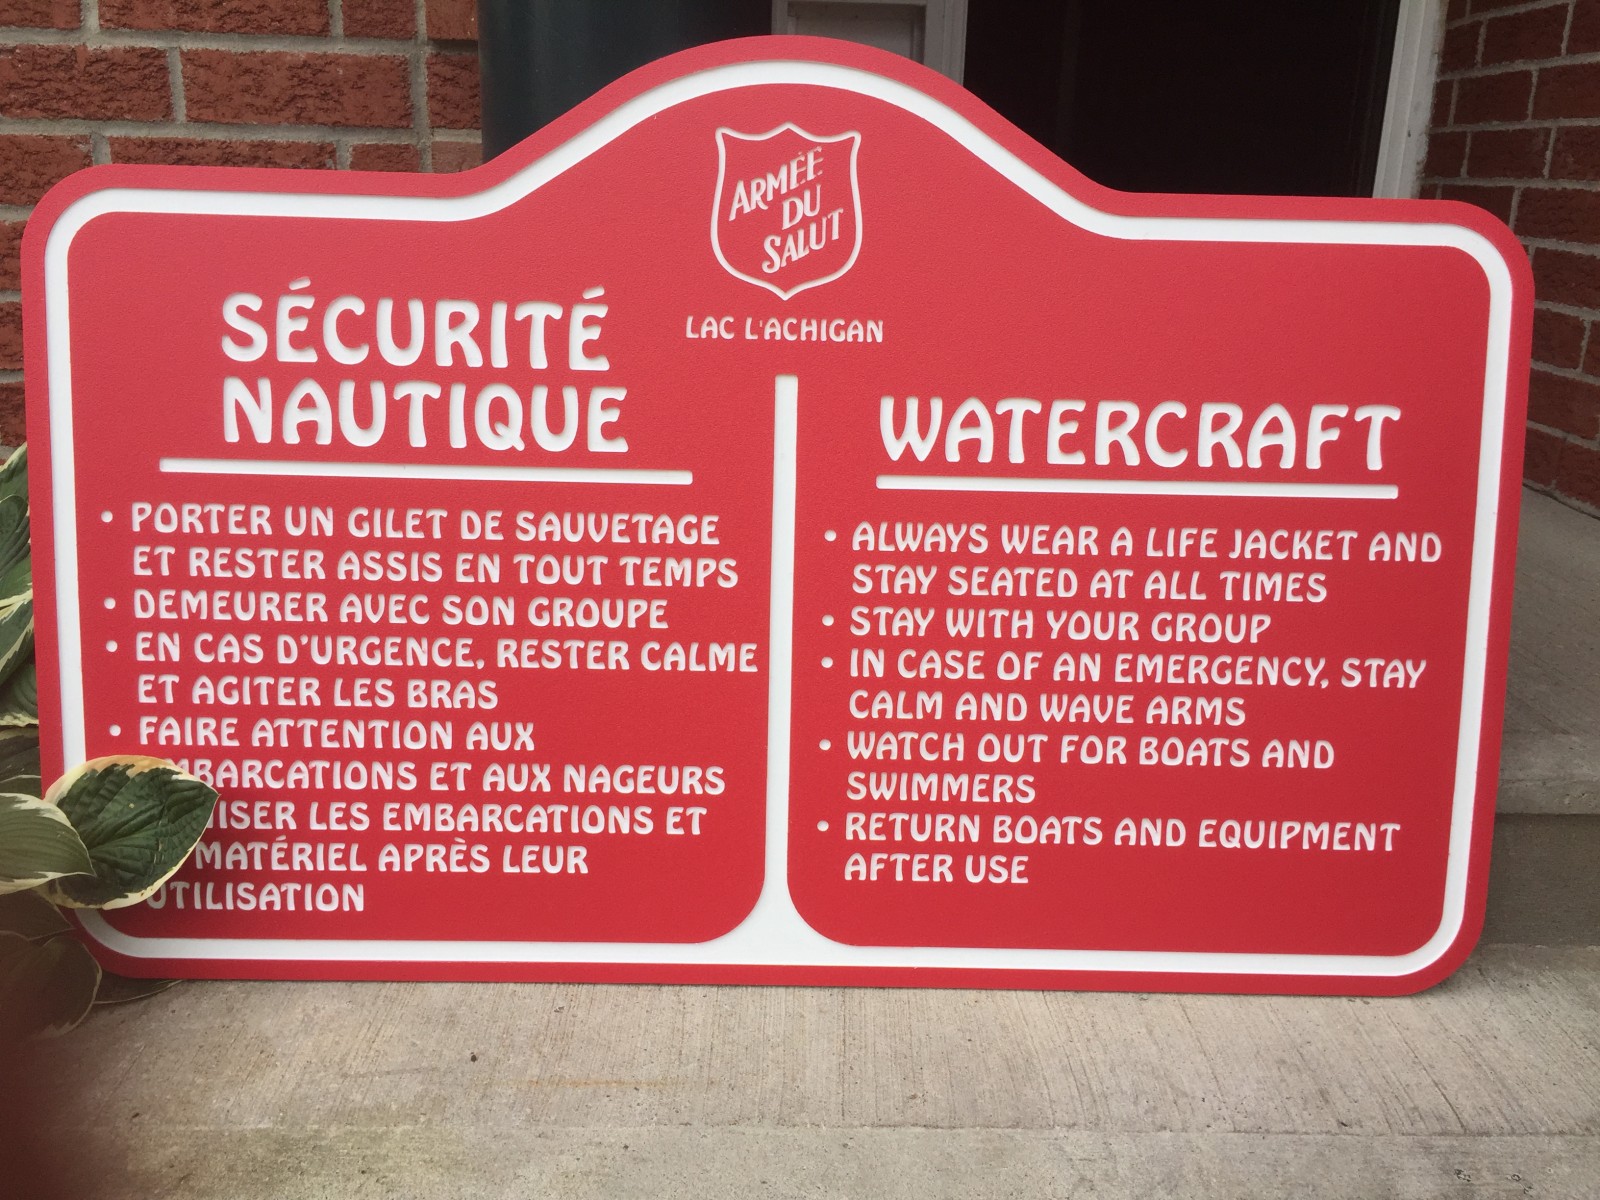 ARMÉE
DU
SALUT
LAC L'ACHIGAN
SÉCURITÉ
NAUTIQUE
• PORTER UN GILET DE SAUVETAGE
ET RESTER ASSIS EN TOUT TEMPS
• DEMEURER AVEC SON GROUPE
• EN CAS D'URGENCE, RESTER CALME
ET AGITER LES BRAS
• FAIRE ATTENTION AUX
EMBARCATIONS ET AUX NAGEURS
LES EMBARCATIONS ET
MATÉRIEL APRÈS LEUR
UTILISATION
WATERCRAFT
• ALWAYS WEAR A LIFE JACKET AND
STAY SEATED AT ALL TIMES
• STAY WITH YOUR GROUP
• IN CASE OF AN EMERGENCY, STAY
CALM AND WAVE ARMS
• WATCH OUT FOR BOATS AND
SWIMMERS
• RETURN BOATS AND EQUIPMENT
AFTER USE